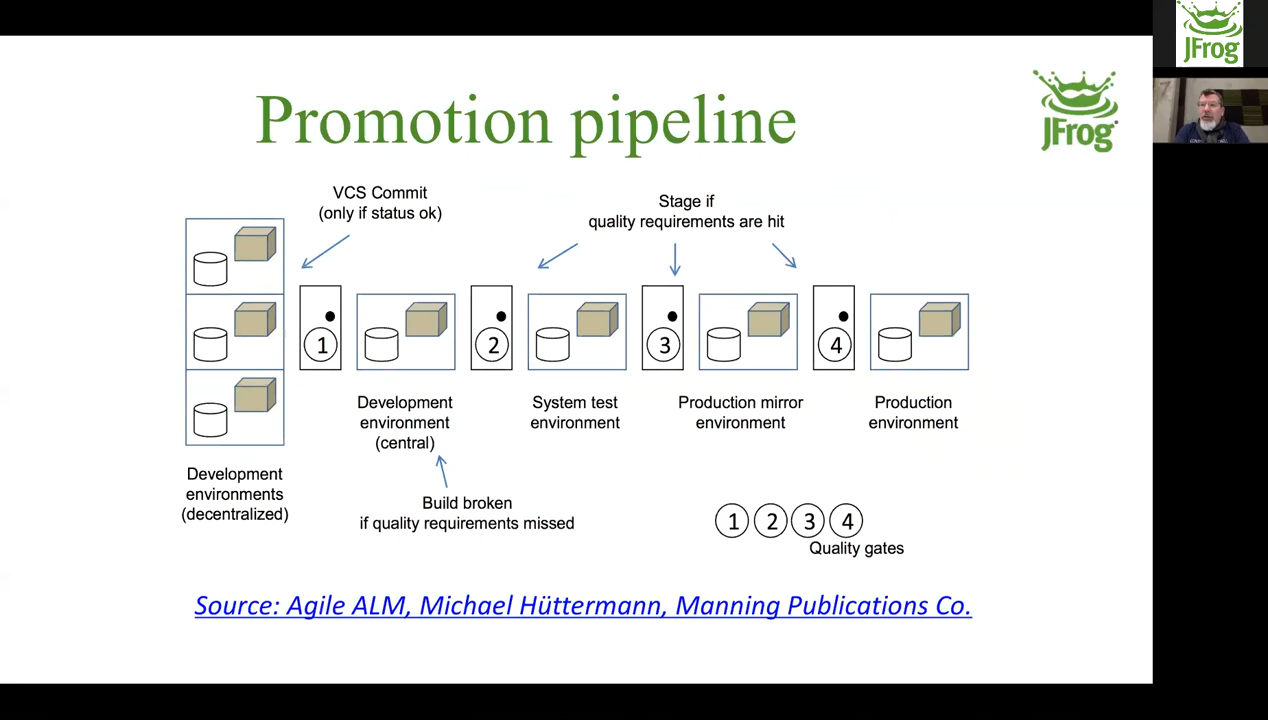 Promotion pipeline
JFrog
JFrog
VCS Commit
(only if status ok)
Stage if
quality requirements are hit
1
2
3
4
Development
environment
(central)
System test
environment
Production mirror
environment
Production
environment
Development
environments
(decentralized)
Build broken
if quality requirements missed
1 2 3 4
Quality gates
Source: Agile ALM, Michael Hüttermann, Manning Publications Co.